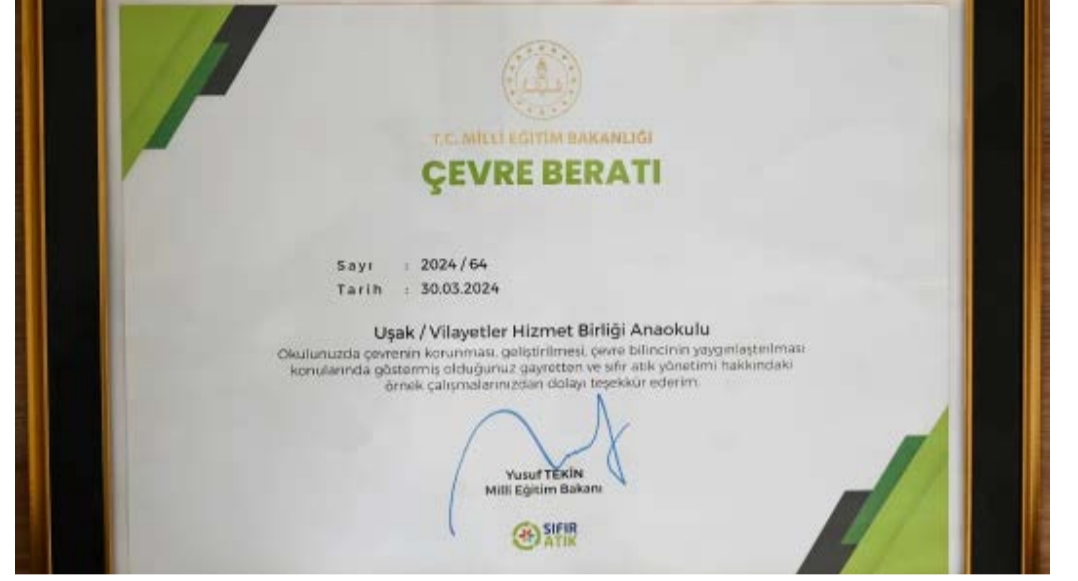 T.C. MİLLİ EĞİTİM BAKANLIĞI
ÇEVRE BERATI
Sayı : 2024 / 64
Tarih : 30.03.2024
Uşak / Vilayetler Hizmet Birliği Anaokulu
Okulunuzda çevrenin korunması, geliştirilmesi, çevre bilincinin yaygınlaştırılması
konularında göstermiş olduğunuz gayretten ve sıfır atık yönetimi hakkındaki
örnek çalışmalarınızdan dolayı teşekkür ederim.
Yusuf TEKİN
Milli Eğitim Bakanı
SIFIR
ATIK